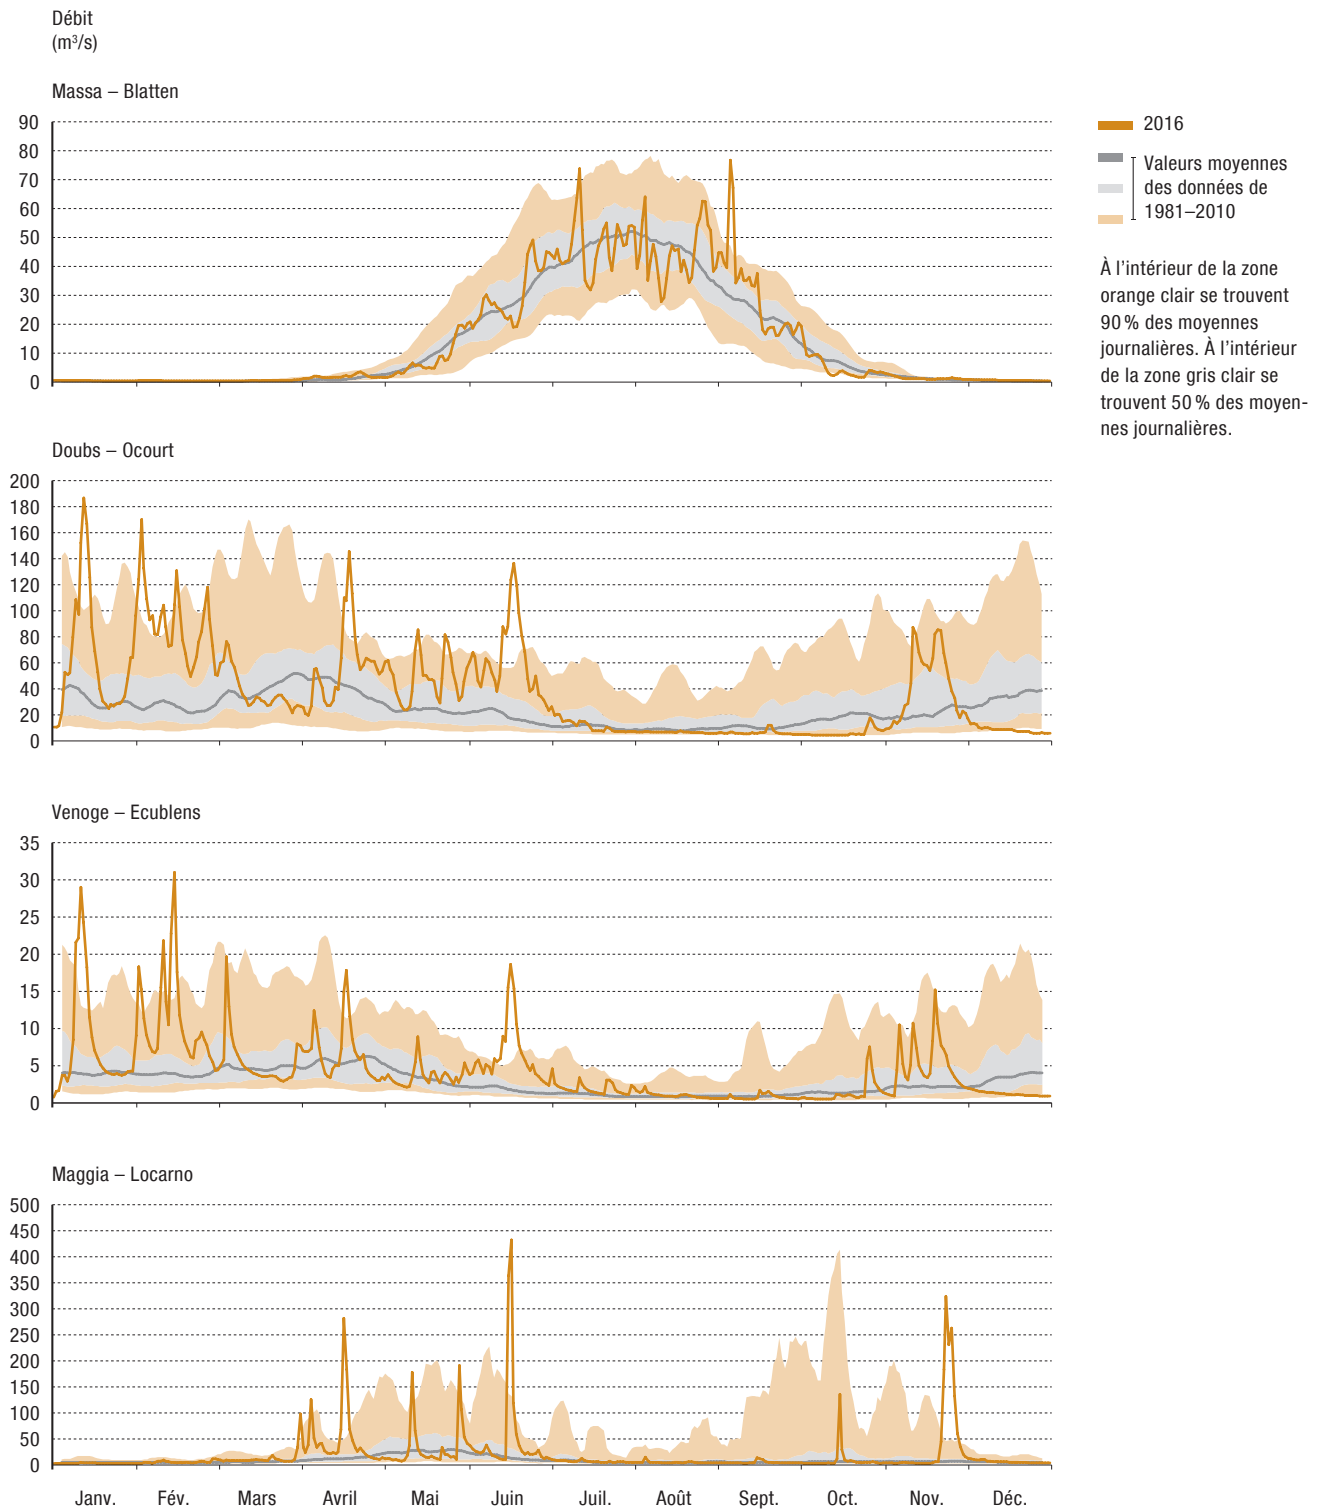 Débit
(m³/s)
Massa – Blatten
90
80
70
60
50
40
30
20
10
0
2016
Valeurs moyennes
des données de
1981–2010
À l'intérieur de la zone
orange clair se trouvent
90 % des moyennes
journalières. À l'intérieur
de la zone gris clair se
trouvent 50 % des moyen-
nes journalières.
Doubs – Ocourt
200
180
160
140
120
100
80
60
40
20
0
Venoge – Ecublens
35
30
25
20
15
10
5
0
Maggia – Locarno
500
450
400
350
300
250
200
150
100
50
0
Janv. Fév. Mars Avril Mai Juin Juil. Août Sept. Oct. Nov. Déc.